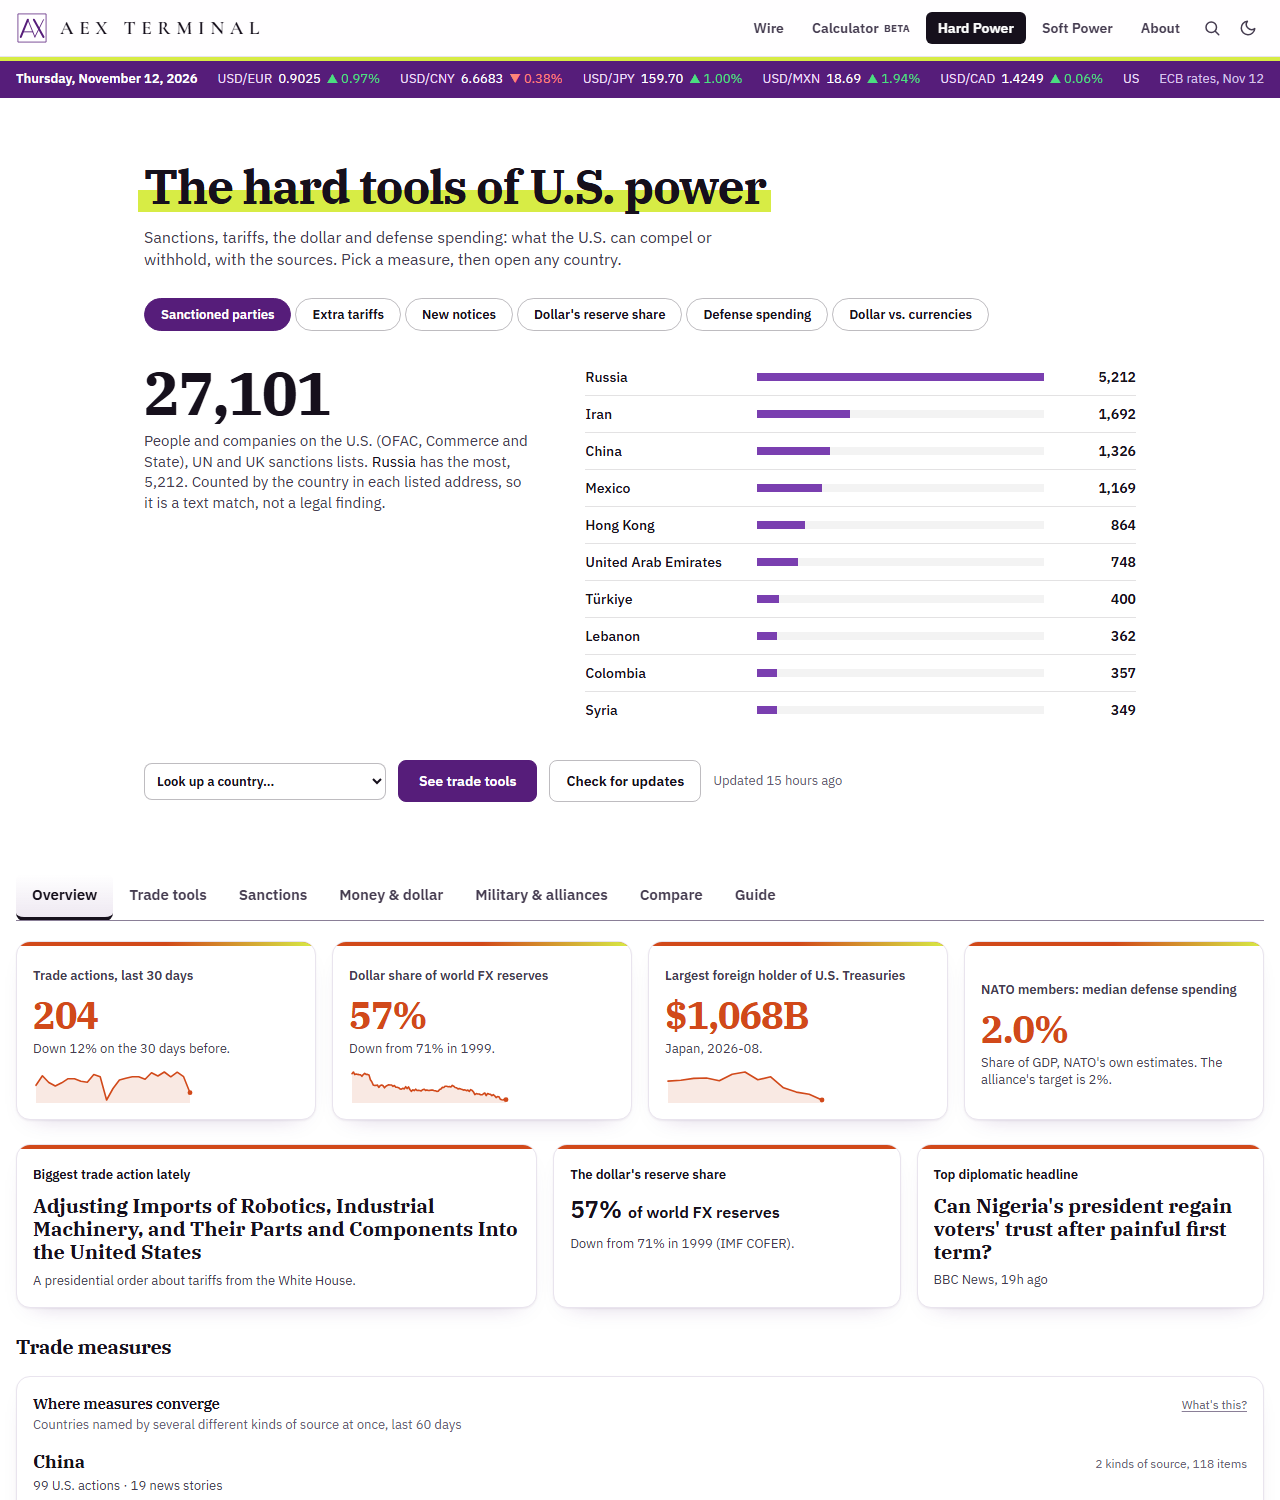 AEX TERMINAL
Wire
Calculator BETA
Hard Power
Soft Power
About
Thursday, November 12, 2026 USD/EUR 0.9025 ▲ 0.97% USD/CNY 6.6683 ▼ 0.38% USD/JPY 159.70 ▲ 1.00% USD/MXN 18.69 ▲ 1.94% USD/CAD 1.4249 ▲ 0.06% US ECB rates, Nov 12
The hard tools of U.S. power
Sanctions, tariffs, the dollar and defense spending: what the U.S. can compel or
withhold, with the sources. Pick a measure, then open any country.
Sanctioned parties
Extra tariffs
New notices
Dollar's reserve share
Defense spending
Dollar vs. currencies
27,101
People and companies on the U.S. (OFAC, Commerce and
State), UN and UK sanctions lists. Russia has the most,
5,212. Counted by the country in each listed address, so
it is a text match, not a legal finding.
Russia 5,212
Iran 1,692
China 1,326
Mexico 1,169
Hong Kong 864
United Arab Emirates 748
Türkiye 400
Lebanon 362
Colombia 357
Syria 349
Look up a country...
See trade tools
Check for updates
Updated 15 hours ago
Overview
Trade tools
Sanctions
Money & dollar
Military & alliances
Compare
Guide
Trade actions, last 30 days
204
Down 12% on the 30 days before.
Dollar share of world FX reserves
57%
Down from 71% in 1999.
Largest foreign holder of U.S. Treasuries
$1,068B
Japan, 2026-08.
NATO members: median defense spending
2.0%
Share of GDP, NATO's own estimates. The
alliance's target is 2%.
Biggest trade action lately
Adjusting Imports of Robotics, Industrial
Machinery, and Their Parts and Components Into
the United States
A presidential order about tariffs from the White House.
The dollar's reserve share
57% of world FX reserves
Down from 71% in 1999 (IMF COFER).
Top diplomatic headline
Can Nigeria's president regain
voters' trust after painful first
term?
BBC News, 19h ago
Trade measures
Where measures converge
What's this?
Countries named by several different kinds of source at once, last 60 days
China
2 kinds of source, 118 items
99 U.S. actions · 19 news stories